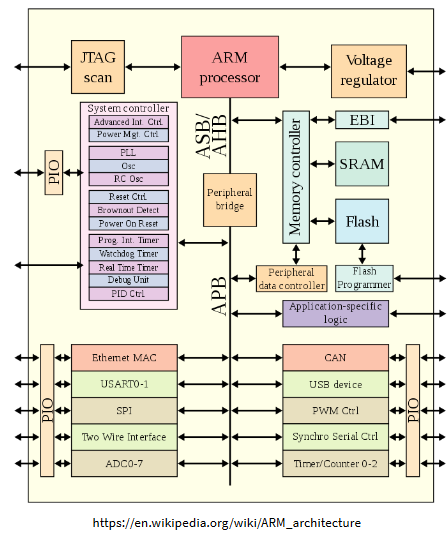 JTAG
scan
ARM
processor
Voltage
regulator
System controller
Advanced Int. Ctrl.
Power Mgt. Ctrl.
PLL
Osc
RC Osc
Reset Ctrl.
Brownout Detect
Power On Reset
Prog. Int. Timer
Watchdog Timer
Real Time Timer
Debug Unit
PID Ctrl
PIO
ASB/
AHB
Peripheral
bridge
APB
Memory controller
EBI
SRAM
Flash
Peripheral
data controller
Flash
Programmer
Application-specific
logic
PIO
Ethernet MAC
USART0-1
SPI
Two Wire Interface
ADC0-7
CAN
USB device
PWM Ctrl
Synchro Serial Ctrl
Timer/Counter 0-2
PIO
https://en.wikipedia.org/wiki/ARM_architecture